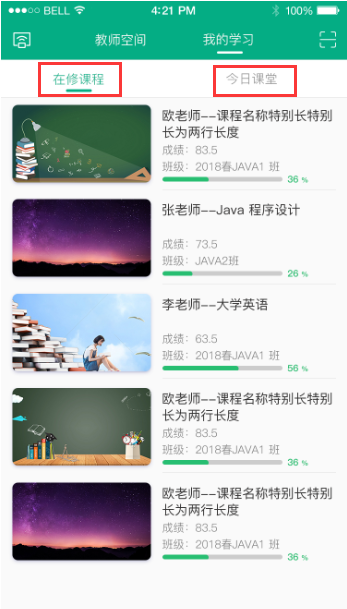 BELL 4:21 PM 100%
教师空间 我的学习
在修课程 今日课堂
欧老师--课程名称特别长特别
长为两行长度
成绩：83.5
班级：2018春JAVA1 班
36 %
张老师--Java 程序设计
成绩：73.5
班级：JAVA2班
26 %
李老师--大学英语
成绩：63.5
班级：2018春JAVA1 班
56 %
欧老师--课程名称特别长特别
长为两行长度
成绩：83.5
班级：2018春JAVA1 班
36 %
欧老师--课程名称特别长特别
长为两行长度
成绩：83.5
班级：2018春JAVA1 班
36 %